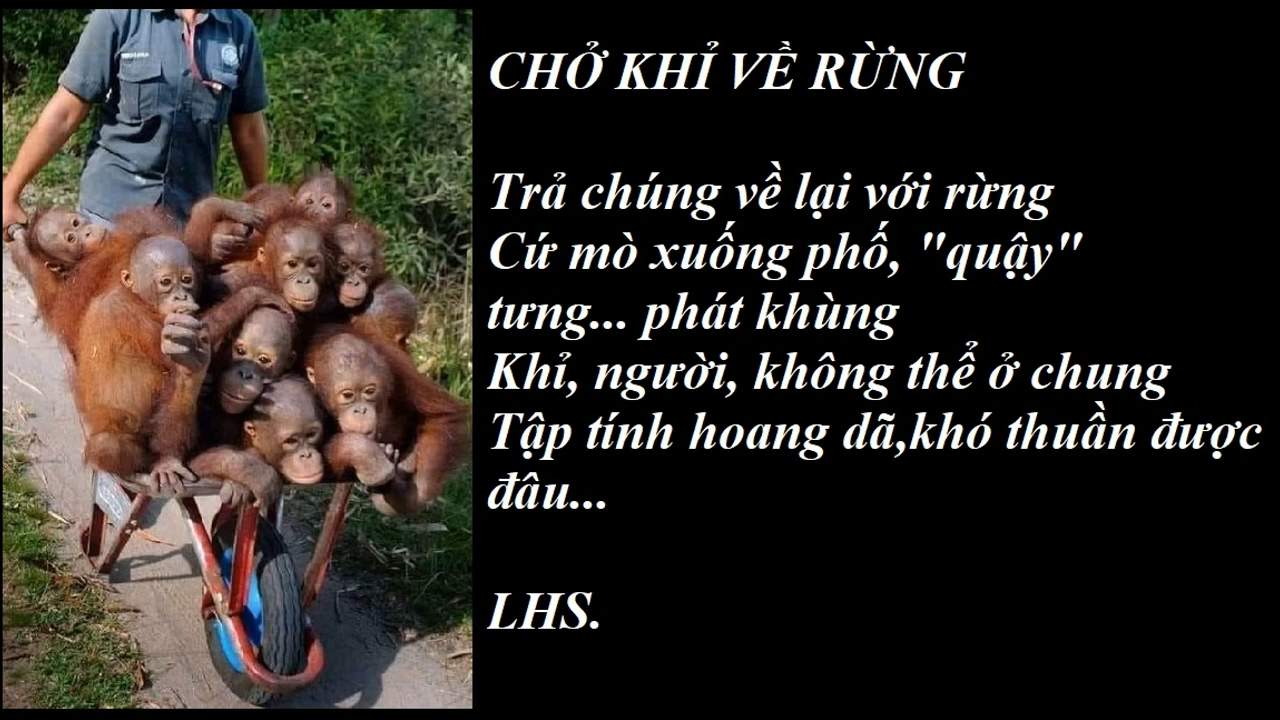 CHỞ KHỈ VỀ RỪNG
Trả chúng về lại với rừng
Cứ mò xuống phố, "quậy"
tưng... phát khùng
Khỉ, người, không thể ở chung
Tập tính hoang dã,khó thuần được
đâu...
LHS.